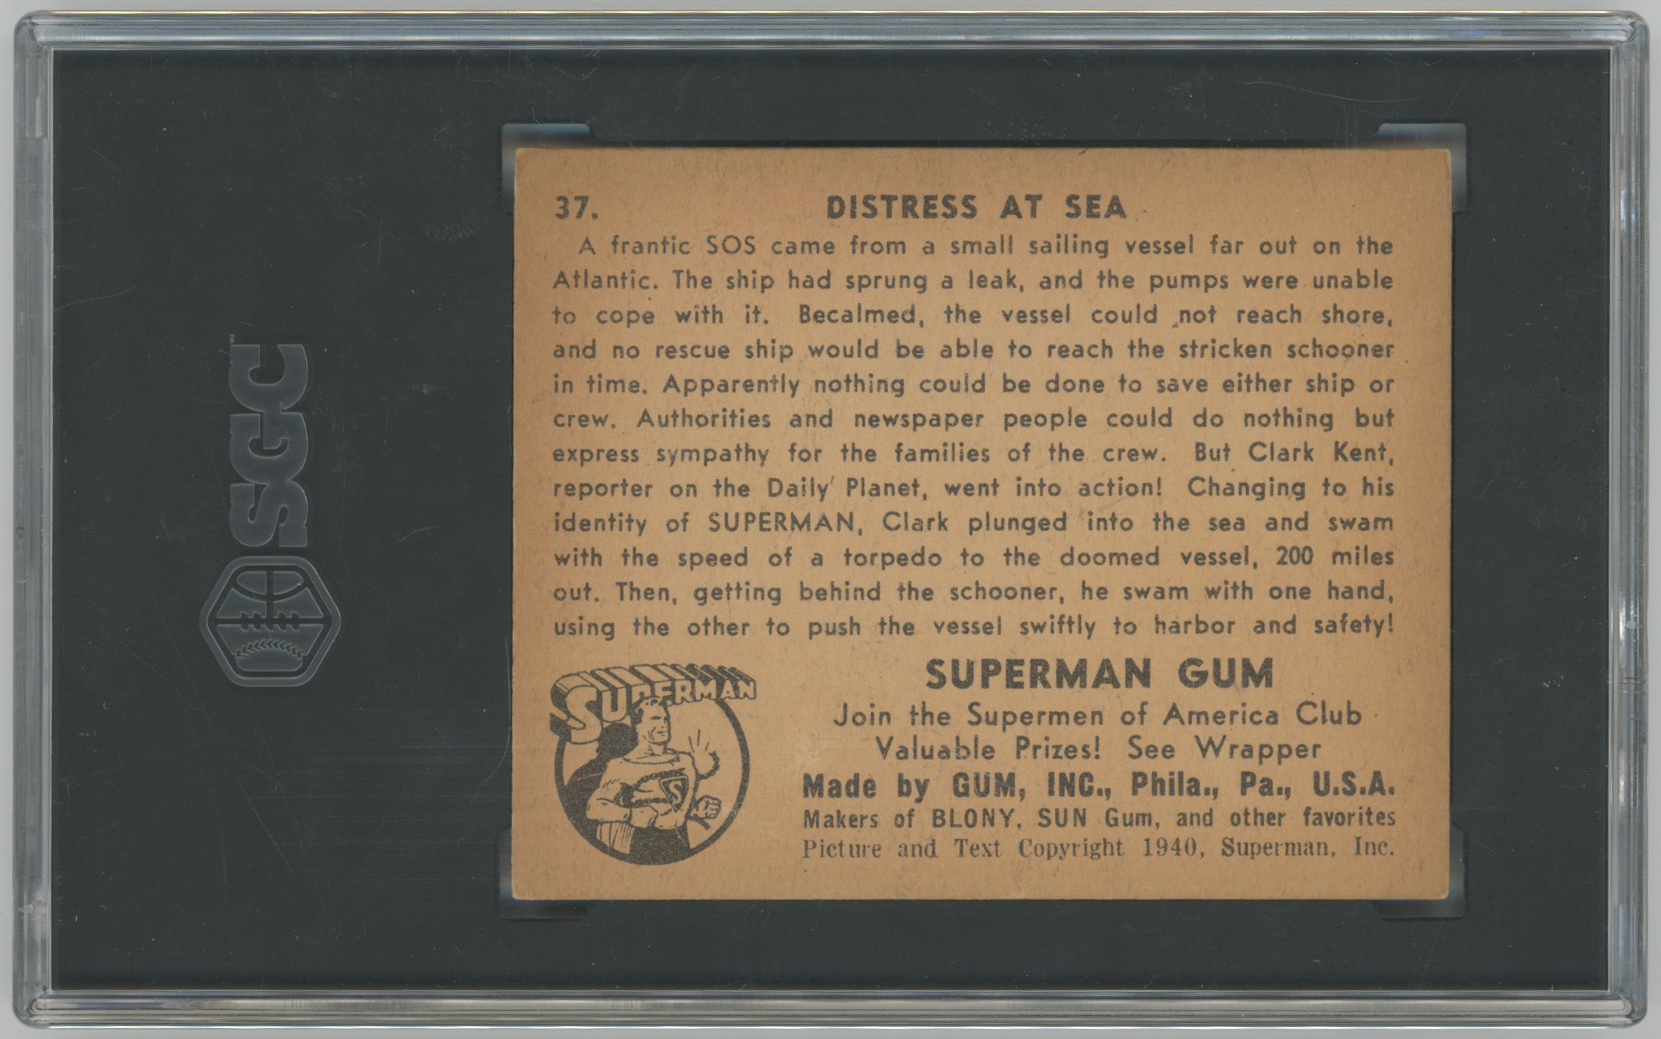 SGC
37. DISTRESS AT SEA
A frantic SOS came from a small sailing vessel far out on the
Atlantic. The ship had sprung a leak, and the pumps were unable
to cope with it. Becalmed, the vessel could not reach shore,
and no rescue ship would be able to reach the stricken schooner
in time. Apparently nothing could be done to save either ship or
crew. Authorities and newspaper people could do nothing but
express sympathy for the families of the crew. But Clark Kent,
reporter on the Daily Planet, went into action! Changing to his
identity of SUPERMAN, Clark plunged into the sea and swam
with the speed of a torpedo to the doomed vessel, 200 miles
out. Then, getting behind the schooner, he swam with one hand,
using the other to push the vessel swiftly to harbor and safety!
SUPERMAN
S
SUPERMAN GUM
Join the Supermen of America Club
Valuable Prizes! See Wrapper
Made by GUM, INC., Phila., Pa., U.S.A.
Makers of BLONY, SUN Gum, and other favorites
Picture and Text Copyright 1940, Superman, Inc.